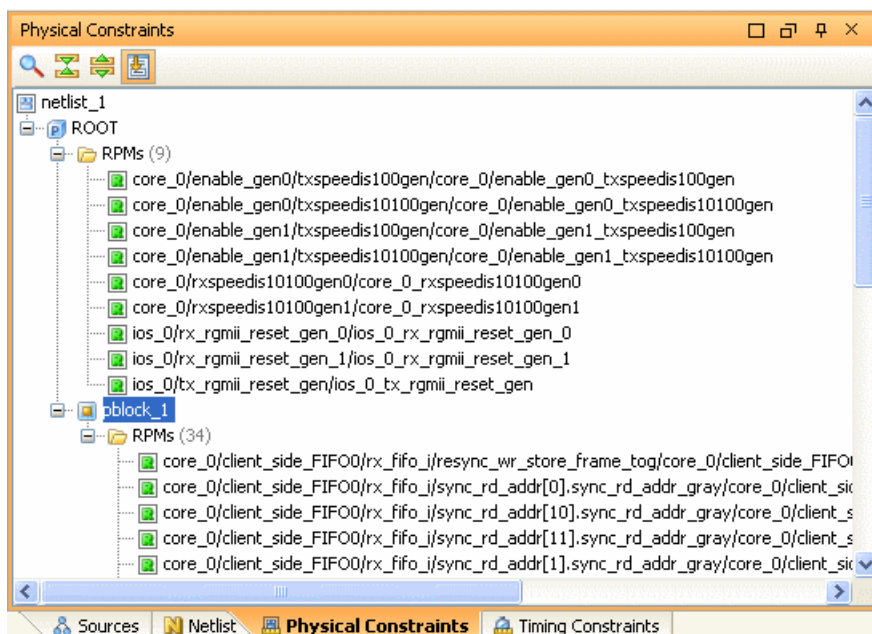 Physical Constraints
netlist_1
ROOT
RPMs (9)
core_0/enable_gen0/txspeedis100gen/core_0/enable_gen0_txspeedis100gen
core_0/enable_gen0/txspeedis10100gen/core_0/enable_gen0_txspeedis10100gen
core_0/enable_gen1/txspeedis100gen/core_0/enable_gen1_txspeedis100gen
core_0/enable_gen1/txspeedis10100gen/core_0/enable_gen1_txspeedis10100gen
core_0/rxspeedis10100gen0/core_0_rxspeedis10100gen0
core_0/rxspeedis10100gen1/core_0_rxspeedis10100gen1
ios_0/rx_rgmii_reset_gen_0/ios_0_rx_rgmii_reset_gen_0
ios_0/rx_rgmii_reset_gen_1/ios_0_rx_rgmii_reset_gen_1
ios_0/tx_rgmii_reset_gen/ios_0_tx_rgmii_reset_gen
pblock_1
RPMs (34)
core_0/client_side_FIFO0/rx_fifo_i/resync_wr_store_frame_tog/core_0/client_side_FIFO
core_0/client_side_FIFO0/rx_fifo_i/sync_rd_addr[0].sync_rd_addr_gray/core_0/client_sid
core_0/client_side_FIFO0/rx_fifo_i/sync_rd_addr[10].sync_rd_addr_gray/core_0/client_s
core_0/client_side_FIFO0/rx_fifo_i/sync_rd_addr[11].sync_rd_addr_gray/core_0/client_s
core_0/client_side_FIFO0/rx_fifo_i/sync_rd_addr[1].sync_rd_addr_gray/core_0/client_sid
Sources Netlist Physical Constraints Timing Constraints